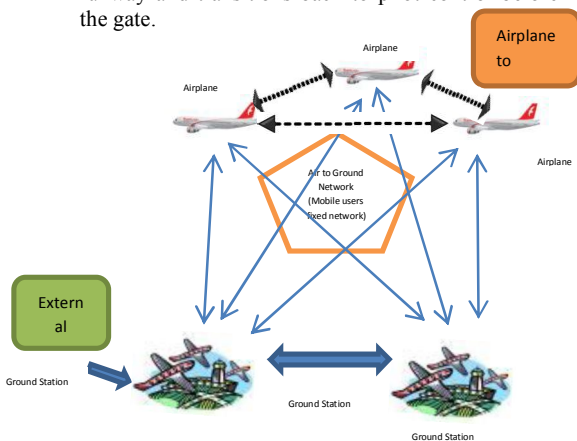 the gate.
Airplane
Airplane
to
Airplane
Airplane
Air to Ground
Network
(Mobile users
fixed network)
Extern
al
Ground Station
Ground Station
Ground Station